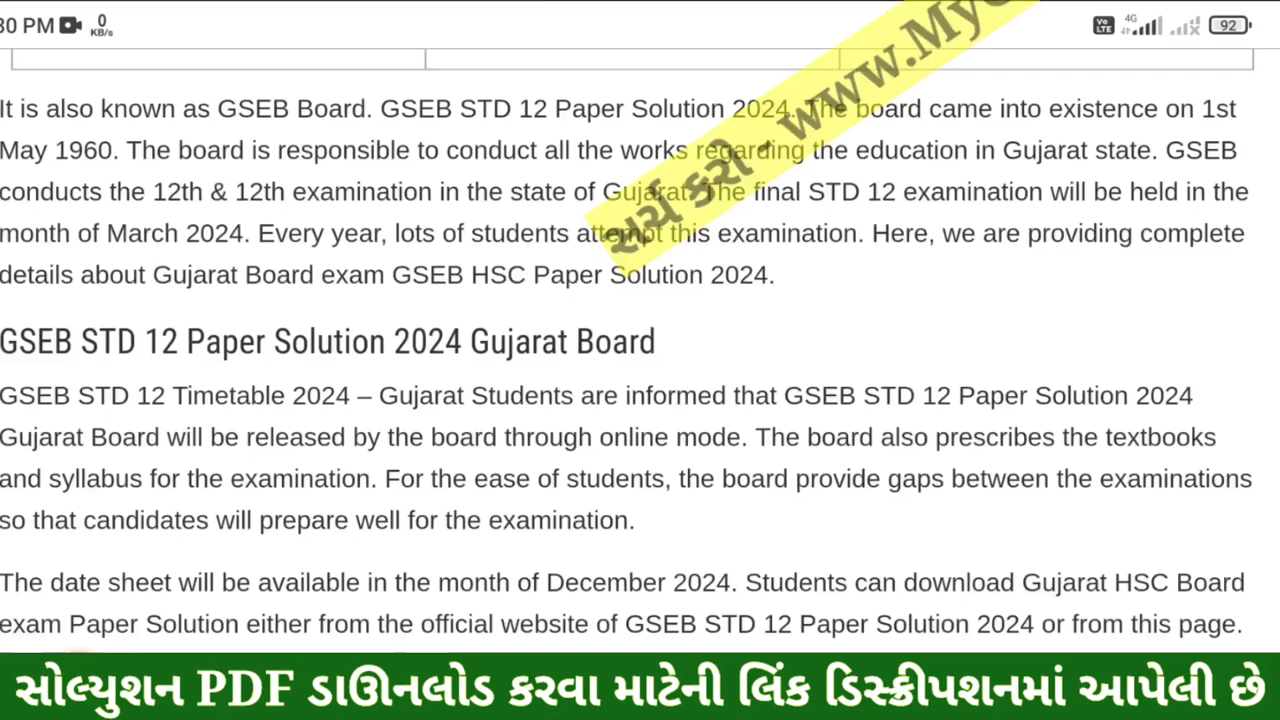 30 PM 0 KB/s Vo LTE 4G 92
સર્ચ કરો - www.My
It is also known as GSEB Board. GSEB STD 12 Paper Solution 2024. The board came into existence on 1st
May 1960. The board is responsible to conduct all the works regarding the education in Gujarat state. GSEB
conducts the 12th & 12th examination in the state of Gujarat. The final STD 12 examination will be held in the
month of March 2024. Every year, lots of students attempt this examination. Here, we are providing complete
details about Gujarat Board exam GSEB HSC Paper Solution 2024.
GSEB STD 12 Paper Solution 2024 Gujarat Board
GSEB STD 12 Timetable 2024 – Gujarat Students are informed that GSEB STD 12 Paper Solution 2024
Gujarat Board will be released by the board through online mode. The board also prescribes the textbooks
and syllabus for the examination. For the ease of students, the board provide gaps between the examinations
so that candidates will prepare well for the examination.
The date sheet will be available in the month of December 2024. Students can download Gujarat HSC Board
exam Paper Solution either from the official website of GSEB STD 12 Paper Solution 2024 or from this page.
સોલ્યુશન PDF ડાઊનલોડ કરવા માટેની લિંક ડિસ્ક્રીપશનમાં આપેલી છે